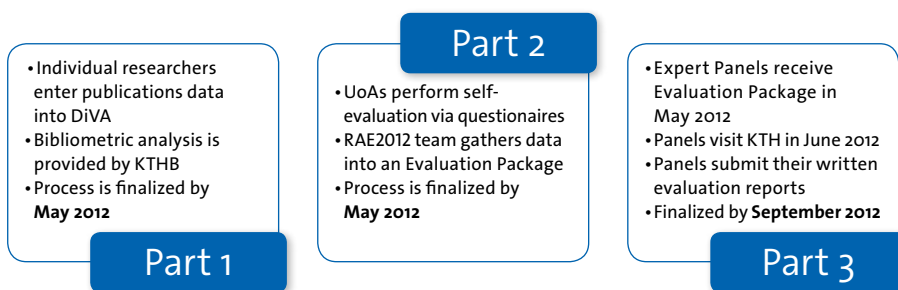 • Individual researchers
enter publications data
into DiVA
• Bibliometric analysis is
provided by KTHB
• Process is finalized by
May 2012
Part 1
Part 2
• UoAs perform self-
evaluation via questionaires
• RAE2012 team gathers data
into an Evaluation Package
• Process is finalized by
May 2012
• Expert Panels receive
Evaluation Package in
May 2012
• Panels visit KTH in June 2012
• Panels submit their written
evaluation reports
• Finalized by September 2012
Part 3